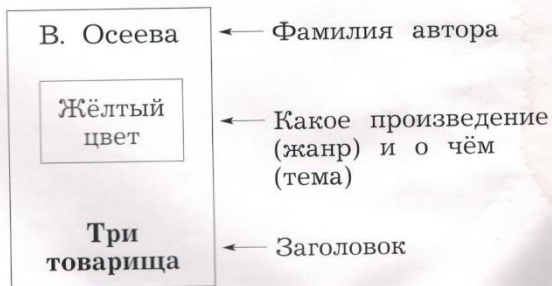 В. Осеева ← Фамилия автора
Жёлтый
цвет
← Какое произведение
(жанр) и о чём
(тема)
Три
товарища
← Заголовок